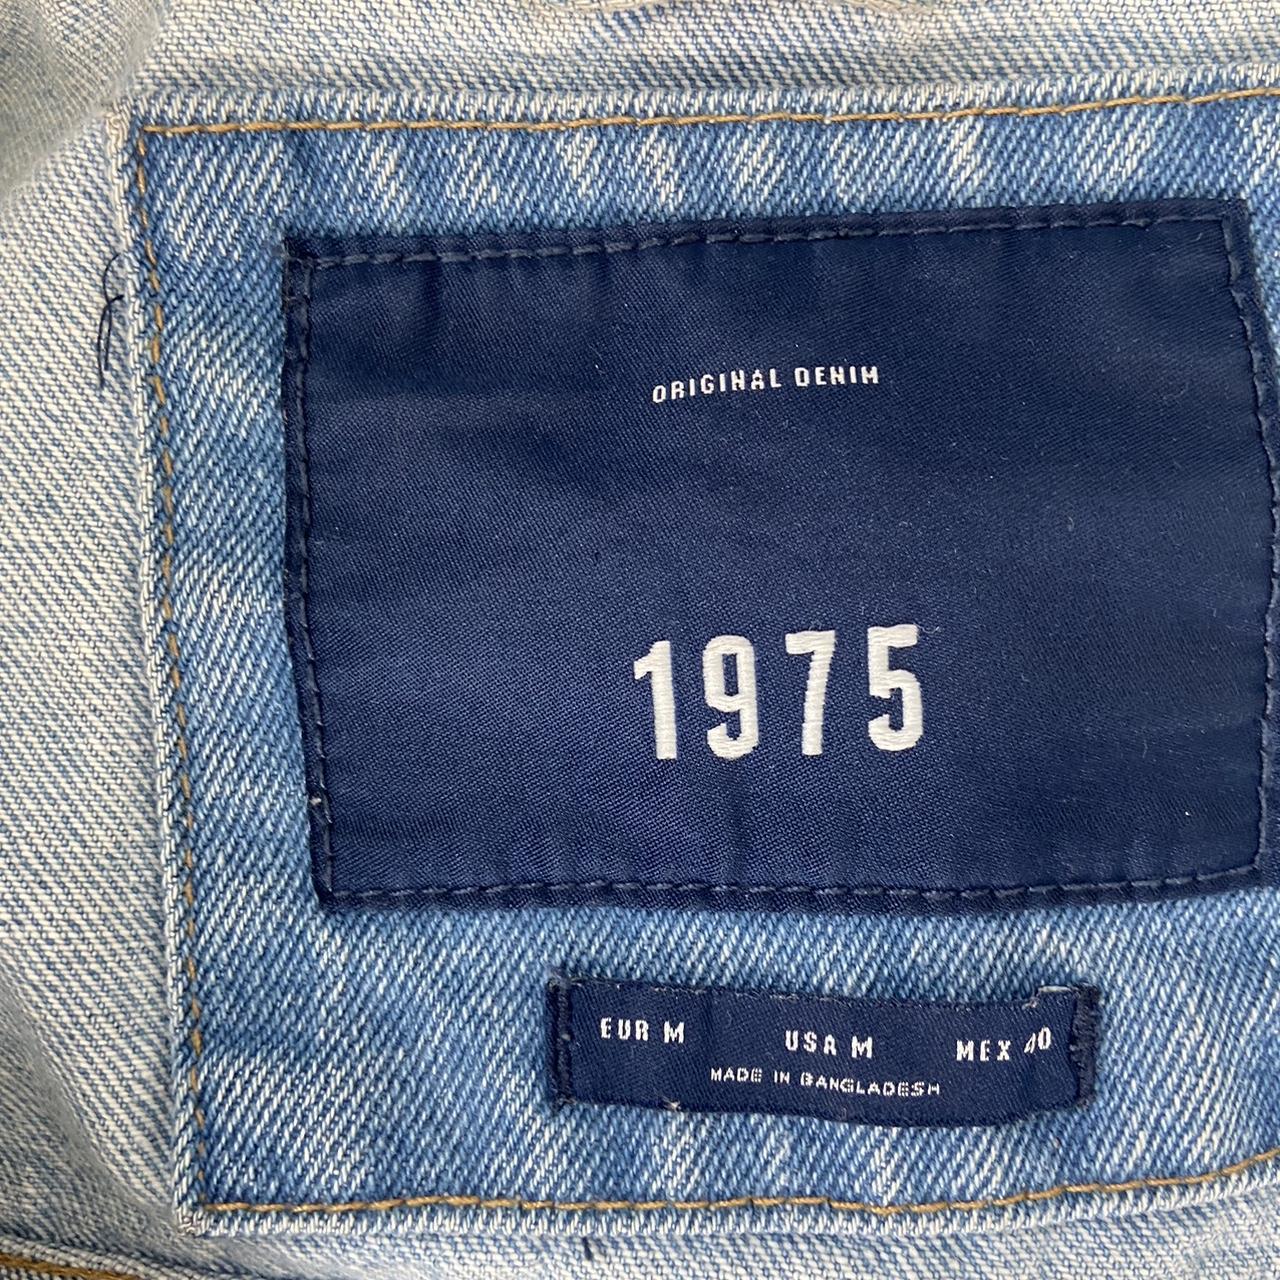 ORIGINAL DENIM
1975
EUR M USA M MEX 40
MADE IN BANGLADESH